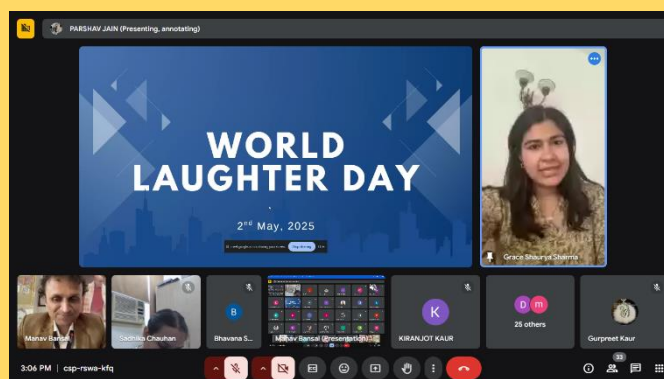 PARSHAV JAIN (Presenting, annotating)
WORLD
LAUGHTER DAY
2nd May, 2025
Grace Shaurya Sharma
Manav Bansal
Sadhika Chauhan
B
Bhavana S...
Manav Bansal (Presentation)
K
KIRANJOT KAUR
D m
25 others
Gurpreet Kaur
3:06 PM | csp-rswa-kfq
33